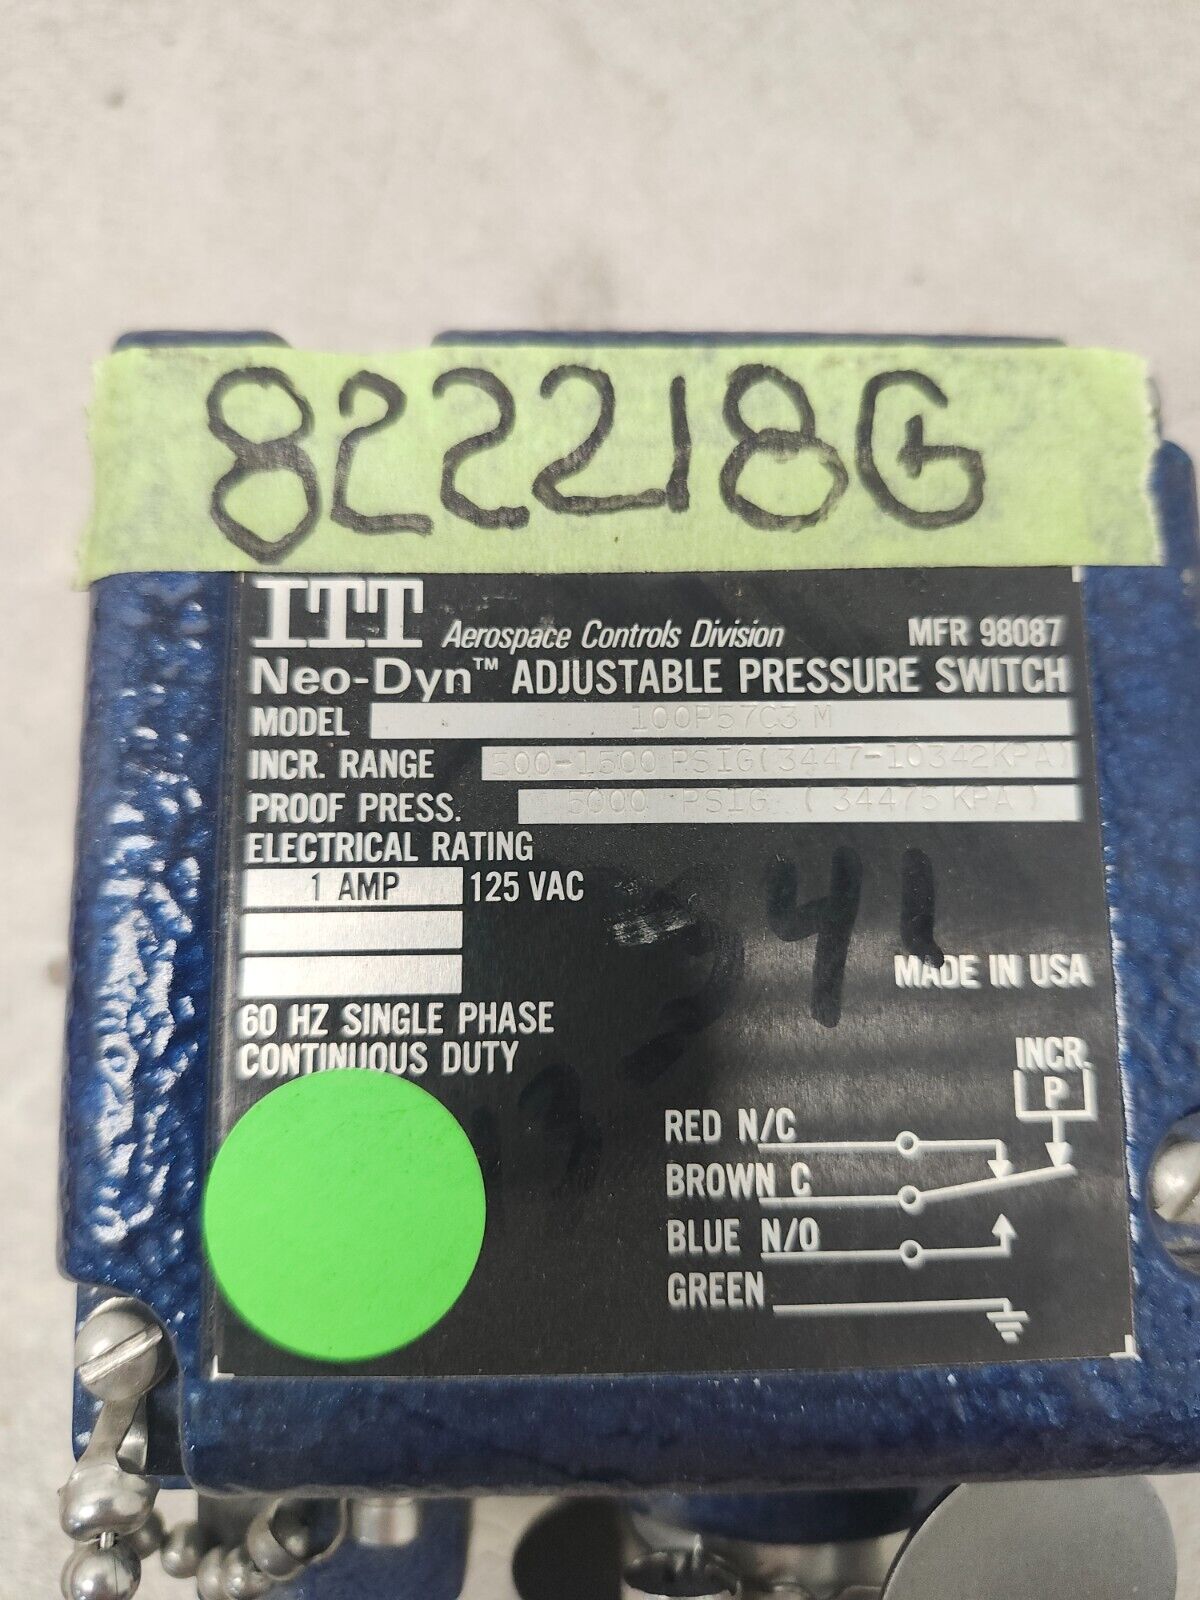 822218G
ITT Aerospace Controls Division MFR 98087
Neo-Dyn™ ADJUSTABLE PRESSURE SWITCH
MODEL 100P57C3 M
INCR. RANGE 500-1500 PSIG(3447-10342KPA)
PROOF PRESS. 5000 PSIG (34475 KPA)
ELECTRICAL RATING
1 AMP 125 VAC
41
MADE IN USA
60 HZ SINGLE PHASE
CONTINUOUS DUTY
INCR.
P
RED N/C
BROWN C
BLUE N/O
GREEN